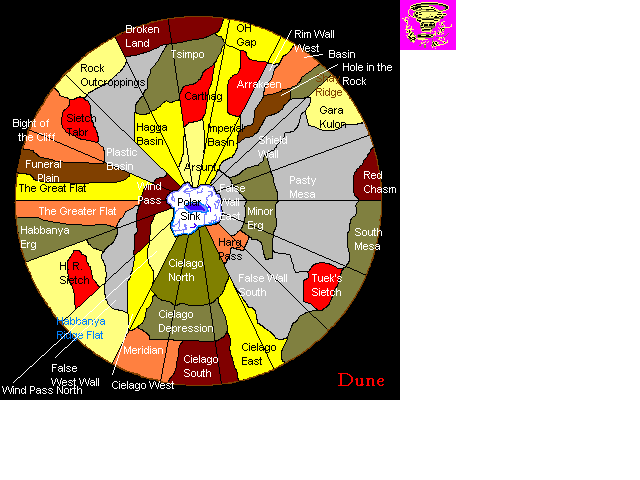 Broken
Land
OH
Gap
Rim Wall
West
Basin
Hole in the
Rock
Tsimpo
Rock
Outcroppings
Carthag
Arrakeen
Ridge
Gara
Kulon
Sietch
Tabr
Bight of
the Cliff
Hagga
Basin
Imperial
Basin
Shield
Wall
Plastic
Basin
Arsunt
Funeral
Plain
The Great Flat
Wind
Pass
Polar
Sink
False
Wall
East
Pasty
Mesa
Red
Chasm
The Greater Flat
Minor
Erg
Habbanya
Erg
Harg
Pass
South
Mesa
H. R.
Sietch
Cielago
North
False Wall
South
Tuek's
Sietch
Habbanya
Ridge Flat
Cielago
Depression
Meridian
Cielago
South
Cielago
East
False
West Wall
Wind Pass North
Cielago West
Dune